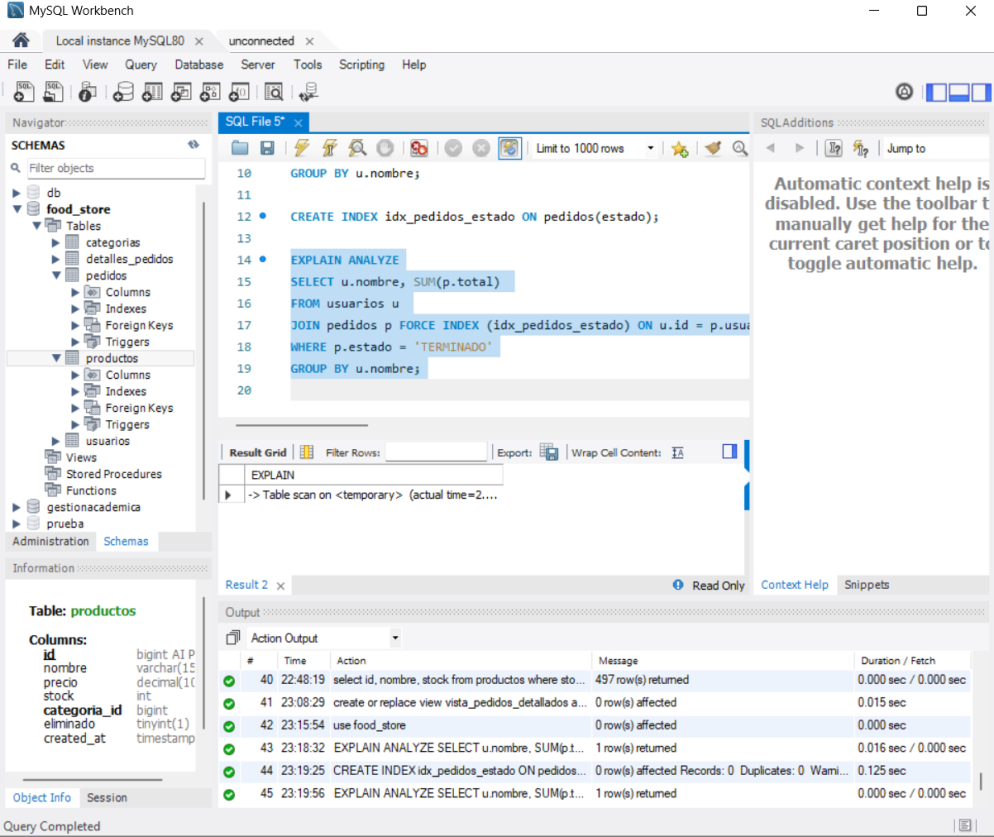 MySQL Workbench
Local instance MySQL80
unconnected
File Edit View Query Database Server Tools Scripting Help
Navigator
SCHEMAS
Filter objects
db
food_store
Tables
categorias
detalles_pedidos
pedidos
Columns
Indexes
Foreign Keys
Triggers
productos
Columns
Indexes
Foreign Keys
Triggers
usuarios
Views
Stored Procedures
Functions
gestionacademica
prueba
Administration Schemas
Information
Table: productos
Columns:
id bigint AI P
nombre varchar(15
precio decimal(10
stock int
categoria_id bigint
eliminado tinyint(1)
created_at timestamp
Object Info Session
Query Completed
SQL File 5*
Limit to 1000 rows
10 GROUP BY u.nombre;
11
12 CREATE INDEX idx_pedidos_estado ON pedidos(estado);
13
14 EXPLAIN ANALYZE
15 SELECT u.nombre, SUM(p.total)
16 FROM usuarios u
17 JOIN pedidos p FORCE INDEX (idx_pedidos_estado) ON u.id = p.usua
18 WHERE p.estado = 'TERMINADO'
19 GROUP BY u.nombre;
20
Result Grid Filter Rows: Export: Wrap Cell Content:
EXPLAIN
-> Table scan on <temporary> (actual time=2....
Result 2
Read Only
SQLAdditions
Jump to
Automatic context help is
disabled. Use the toolbar t
manually get help for the
current caret position or to
toggle automatic help.
Context Help Snippets
Output
Action Output
# Time Action Message Duration / Fetch
40 22:48:19 select id, nombre, stock from productos where sto... 497 row(s) returned 0.000 sec / 0.000 sec
41 23:08:29 create or replace view vista_pedidos_detallados a... 0 row(s) affected 0.015 sec
42 23:15:54 use food_store 0 row(s) affected 0.000 sec
43 23:18:32 EXPLAIN ANALYZE SELECT u.nombre, SUM(p.t... 1 row(s) returned 0.016 sec / 0.000 sec
44 23:19:25 CREATE INDEX idx_pedidos_estado ON pedidos... 0 row(s) affected Records: 0 Duplicates: 0 Warni... 0.125 sec
45 23:19:56 EXPLAIN ANALYZE SELECT u.nombre, SUM(p.t... 1 row(s) returned 0.000 sec / 0.000 sec